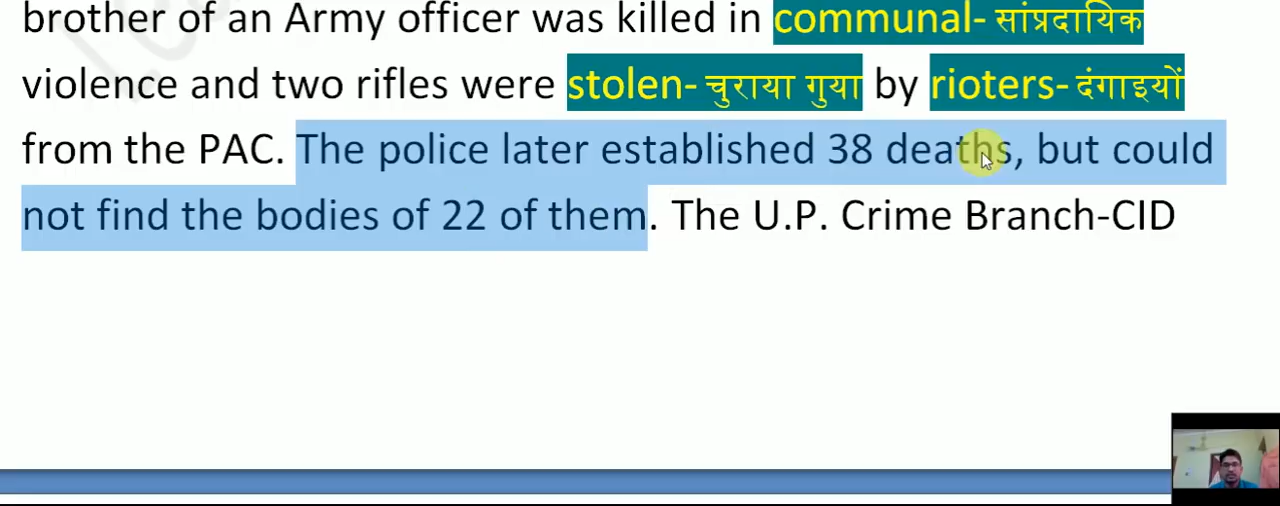 brother of an Army officer was killed in communal- सांप्रदायिक
violence and two rifles were stolen- चुराया गुया by rioters- दंगाइयों
from the PAC. The police later established 38 deaths, but could
not find the bodies of 22 of them. The U.P. Crime Branch-CID